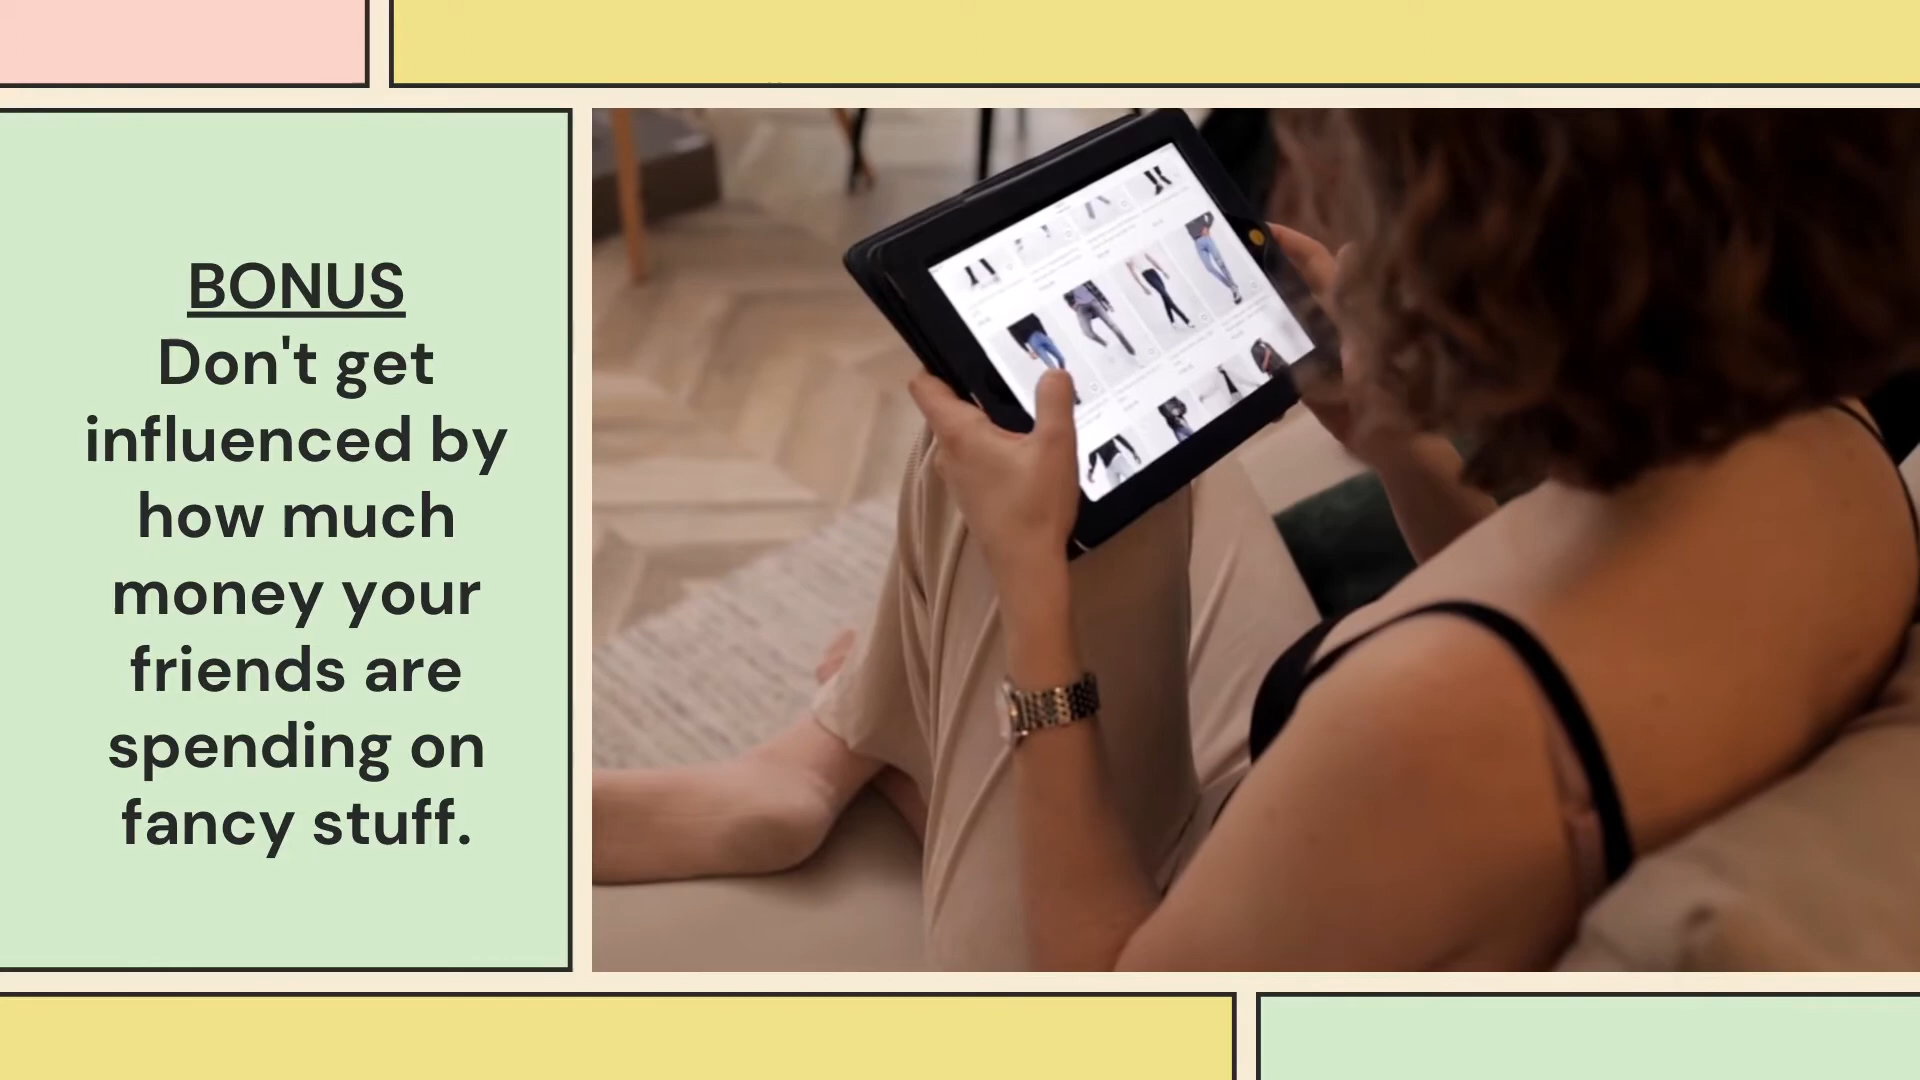 BONUS
Don't get
influenced by
how much
money your
friends are
spending on
fancy stuff.